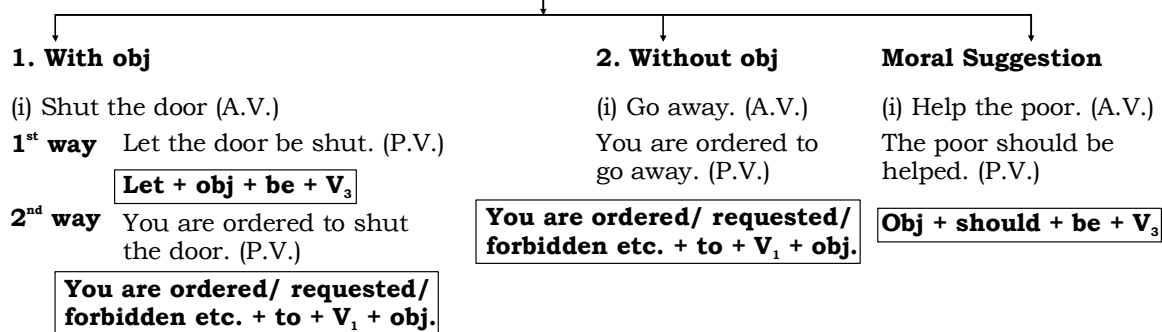 1. With obj
(i) Shut the door (A.V.)
1st way Let the door be shut. (P.V.)
Let + obj + be + V3
2nd way You are ordered to shut
the door. (P.V.)
You are ordered/ requested/
forbidden etc. + to + V1 + obj.
2. Without obj
(i) Go away. (A.V.)
You are ordered to
go away. (P.V.)
You are ordered/ requested/
forbidden etc. + to + V1 + obj.
Moral Suggestion
(i) Help the poor. (A.V.)
The poor should be
helped. (P.V.)
Obj + should + be + V3